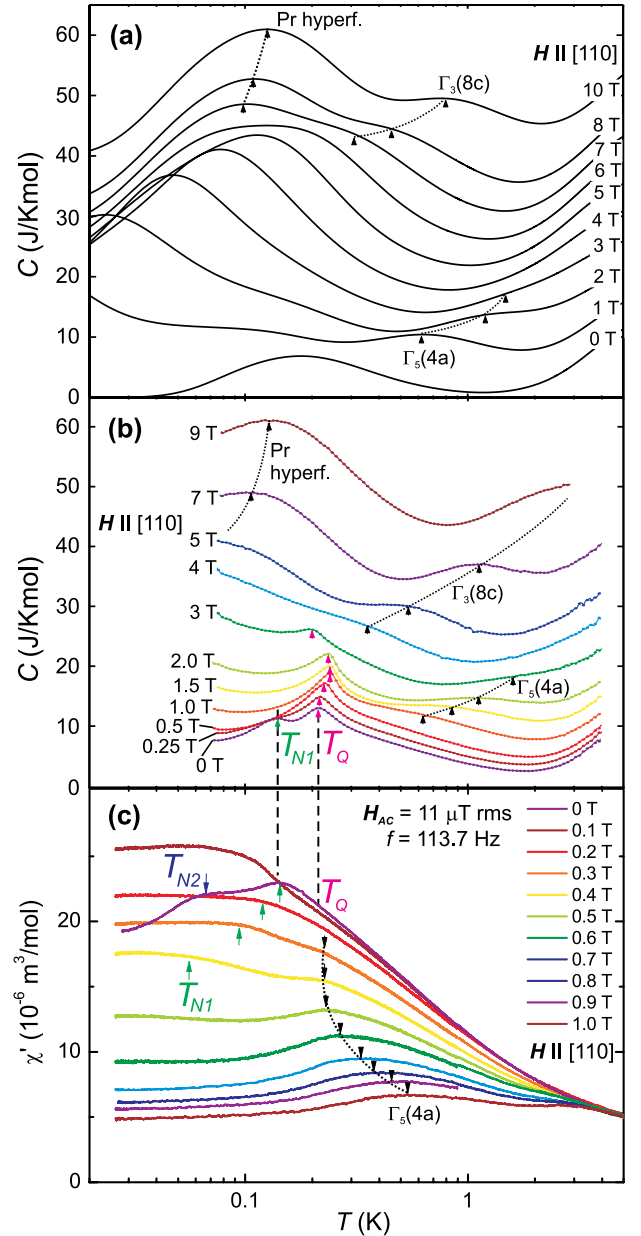 (a)
Pr hyperf.
H II [110]
Γ3(8c)
10 T
8 T
7 T
6 T
5 T
4 T
3 T
2 T
1 T
0 T
Γ5(4a)
60
50
40
30
20
10
0
C (J/Kmol)
(b)
9 T
Pr
hyperf.
7 T
H II [110]
5 T
4 T
Γ3(8c)
3 T
2.0 T
1.5 T
Γ5(4a)
1.0 T
0.5 T
0.25 T
0 T
TN1
TQ
60
50
40
30
20
10
0
C (J/Kmol)
(c)
HAC = 11 μT rms
f = 113.7 Hz
0 T
0.1 T
0.2 T
0.3 T
0.4 T
0.5 T
0.6 T
0.7 T
0.8 T
0.9 T
1.0 T
H II [110]
TN2
TQ
TN1
Γ5(4a)
20
10
0
χ' (10-6 m3/mol)
0.1
1
T (K)